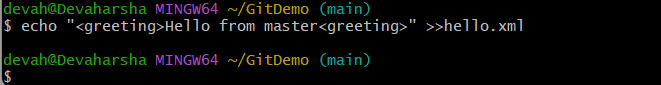 devah@Devaharsha MINGW64 ~/GitDemo (main)
$ echo "<greeting>Hello from master<greeting>" >>hello.xml
devah@Devaharsha MINGW64 ~/GitDemo (main)
$